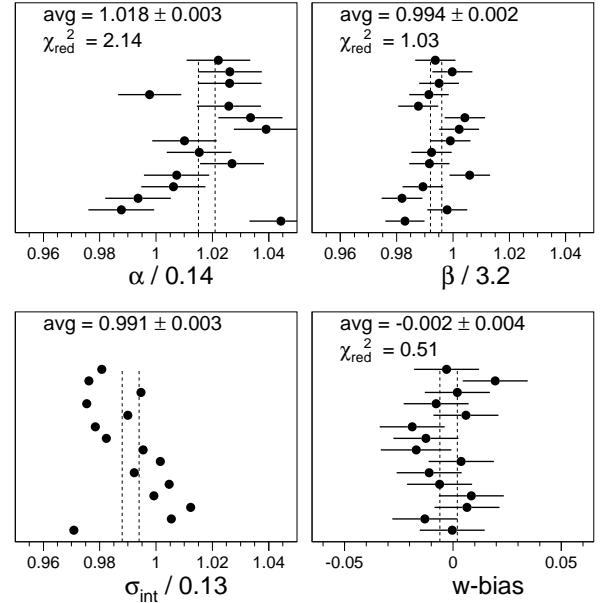 avg = 1.018 ± 0.003
χred² = 2.14
0.96 0.98 1 1.02 1.04
α / 0.14
avg = 0.994 ± 0.002
χred² = 1.03
0.96 0.98 1 1.02 1.04
β / 3.2
avg = 0.991 ± 0.003
0.96 0.98 1 1.02 1.04
σint / 0.13
avg = -0.002 ± 0.004
χred² = 0.51
-0.05 0 0.05
w-bias